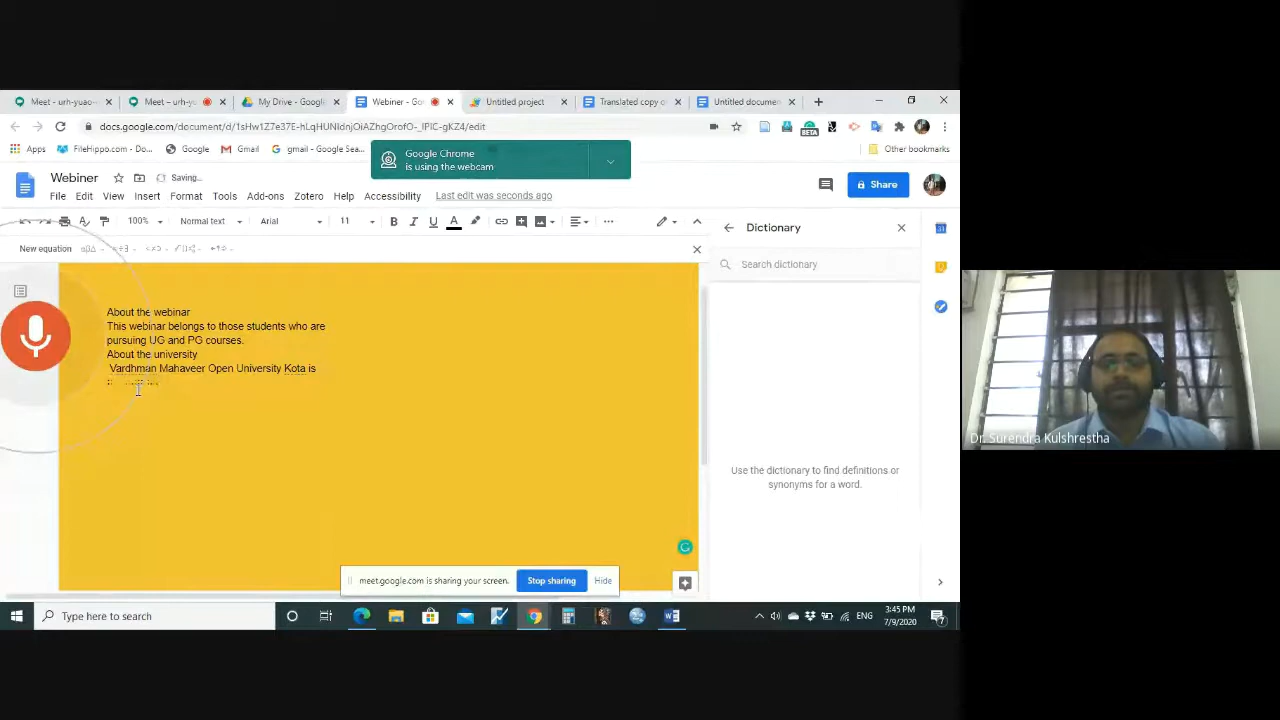 Meet - urh-yuao-
Meet – urh-yu
My Drive - Google
Webiner - Go
Untitled project
Translated copy o
Untitled documen
docs.google.com/document/d/1sHw1Z7e37E-hLqHUNIdnjOiAZhgOrofO-_IPIC-gKZ4/edit
BETA
Apps
FileHippo.com - Do...
Google
Gmail
gmail - Google Sea...
Other bookmarks
Google Chrome
is using the webcam
Webiner
Saving...
File Edit View Insert Format Tools Add-ons Zotero Help Accessibility
Last edit was seconds ago
Share
100%
Normal text
Arial
11
B I U A
New equation
Dictionary
Search dictionary
About the webinar
This webinar belongs to those students who are
pursuing UG and PG courses.
About the university
Vardhman Mahaveer Open University Kota is
Use the dictionary to find definitions or
synonyms for a word.
Dr. Surendra Kulshrestha
meet.google.com is sharing your screen.
Stop sharing
Hide
Type here to search
ENG
3:45 PM
7/9/2020